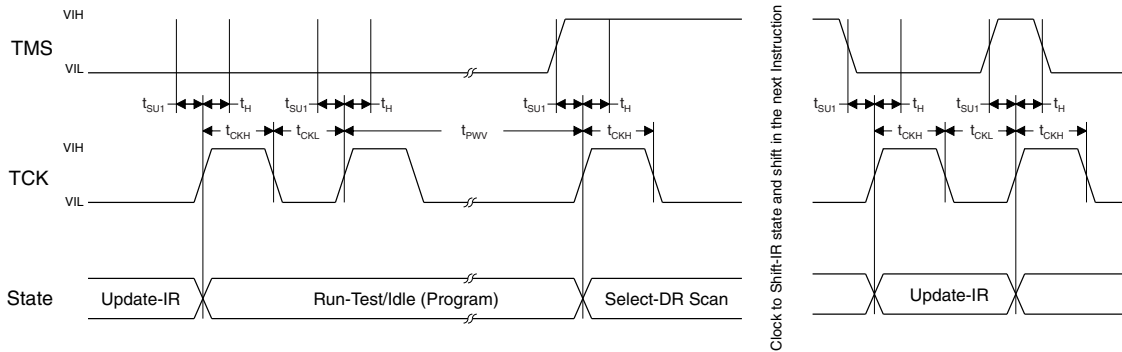 VIH
TMS
VIL
tSU1 tH tSU1 tH tSU1 tH tSU1 tH tSU1 tH
tCKH tCKL tPWV tCKH tCKH tCKL tCKH
VIH
TCK
VIL
State
Update-IR
Run-Test/Idle (Program)
Select-DR Scan
Clock to Shift-IR state and shift in the next Instruction
Update-IR